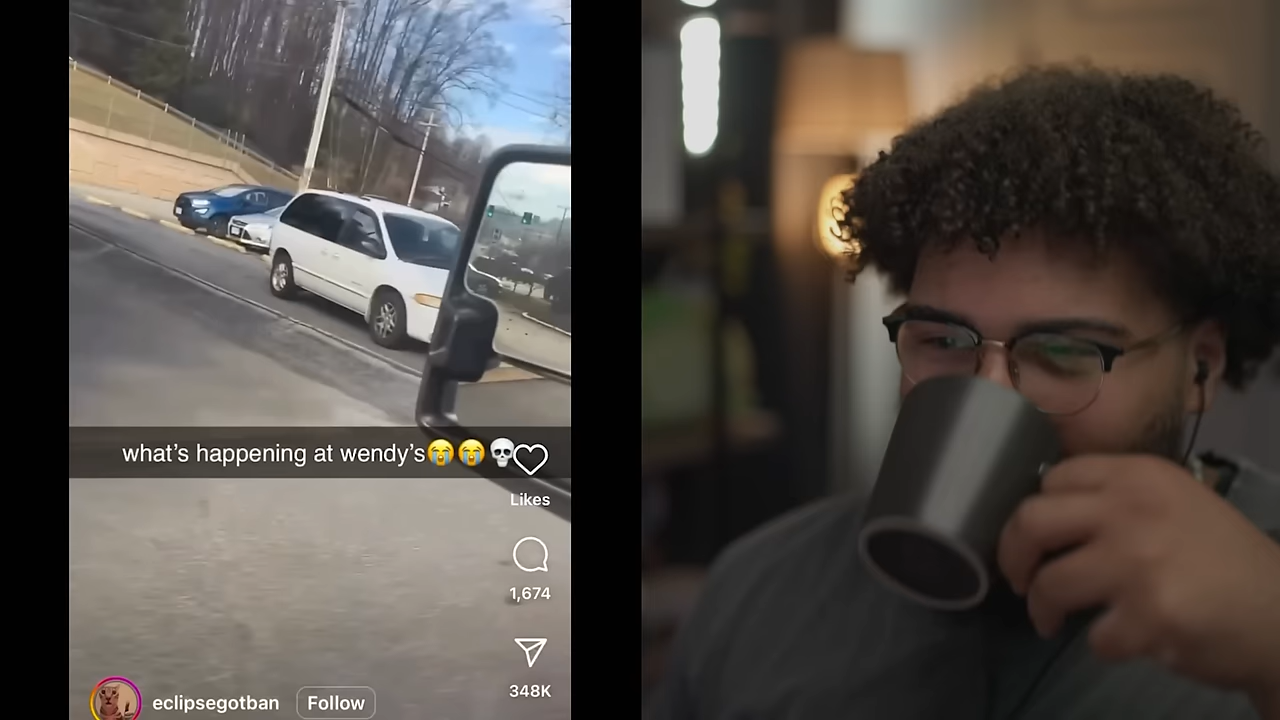 what’s happening at wendy’s😭😭💀
Likes
1,674
348K
eclipsegotban Follow